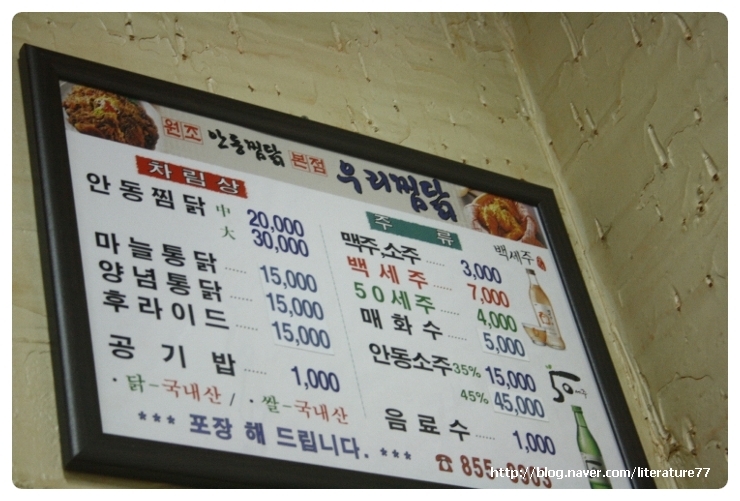 원조 안동찜닭 본점 우리찜닭
차림상
안동찜닭 中 20,000
大 30,000
마늘통닭 ...... 15,000
양념통닭 ...... 15,000
후라이드 ...... 15,000
공기밥 ...... 1,000
·닭-국내산 / ·쌀-국내산
*** 포장 해 드립니다. ***
주류
백세주
맥주,소주 ...... 3,000
백세주 ...... 7,000
50세주 ...... 4,000
매화수 ...... 5,000
안동소주 35% 15,000
45% 45,000
음료수 ...... 1,000
☎ 855-
http://blog.naver.com/literature77